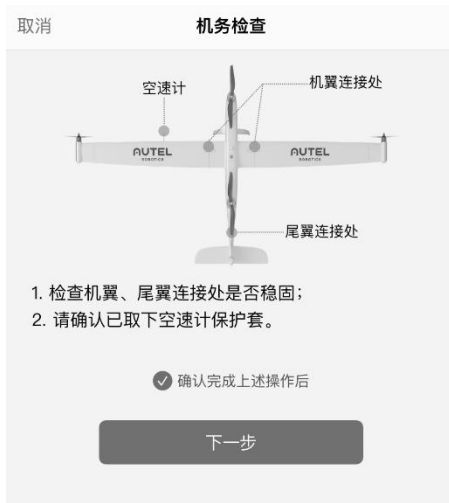 取消
机务检查
空速计
机翼连接处
AUTEL
ROBOTICS
AUTEL
ROBOTICS
尾翼连接处
1. 检查机翼、尾翼连接处是否稳固；
2. 请确认已取下空速计保护套。
确认完成上述操作后
下一步